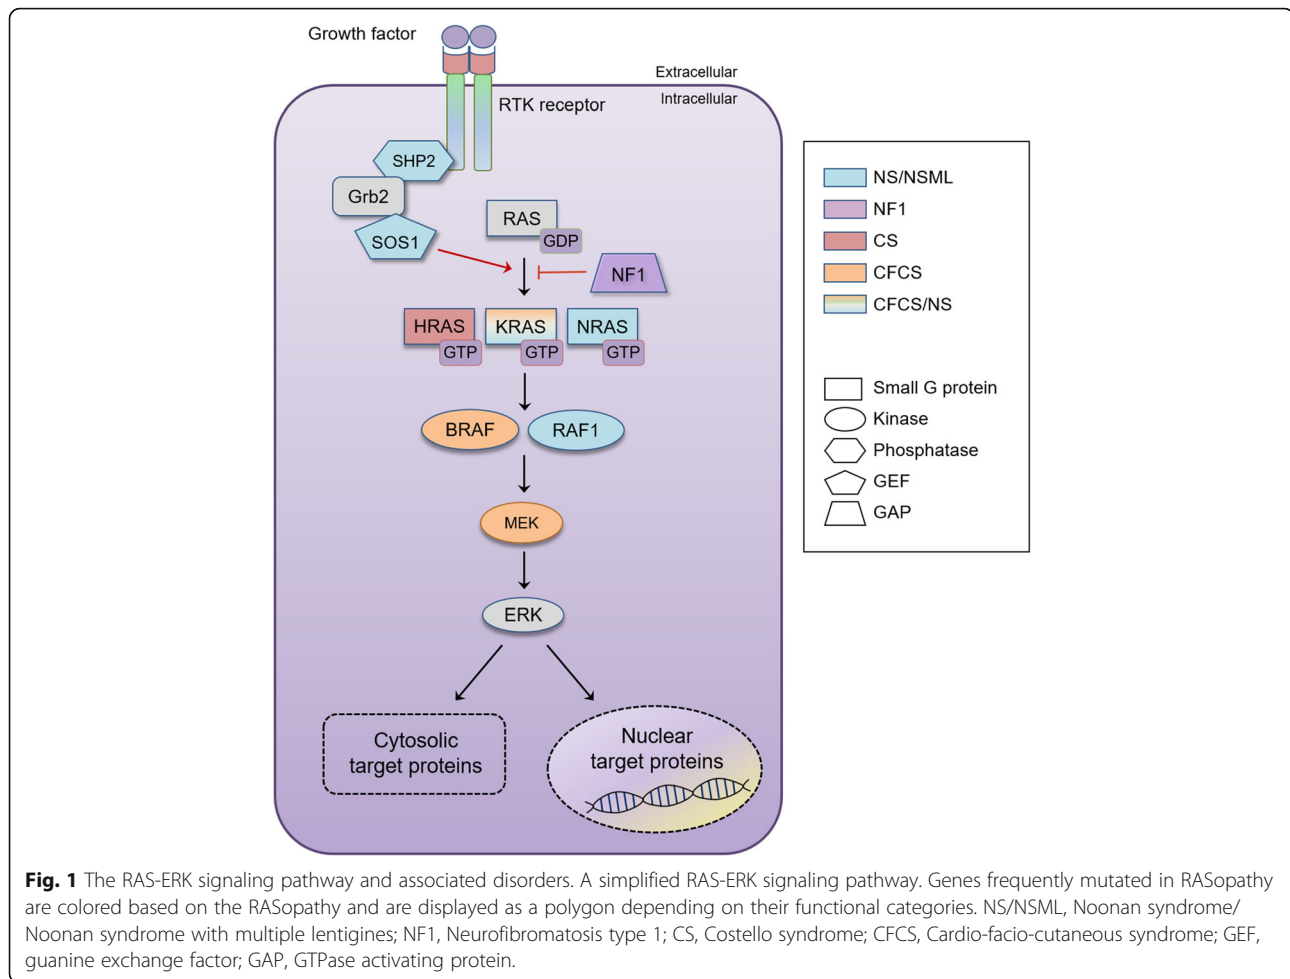 Growth factor
Extracellular
Intracellular
RTK receptor
SHP2
Grb2
SOS1
RAS
GDP
NF1
HRAS
GTP
KRAS
GTP
NRAS
GTP
BRAF
RAF1
MEK
ERK
Cytosolic
target proteins
Nuclear
target proteins
NS/NSML
NF1
CS
CFCS
CFCS/NS
Small G protein
Kinase
Phosphatase
GEF
GAP
Fig. 1 The RAS-ERK signaling pathway and associated disorders. A simplified RAS-ERK signaling pathway. Genes frequently mutated in RASopathy
are colored based on the RASopathy and are displayed as a polygon depending on their functional categories. NS/NSML, Noonan syndrome/
Noonan syndrome with multiple lentigines; NF1, Neurofibromatosis type 1; CS, Costello syndrome; CFCS, Cardio-facio-cutaneous syndrome; GEF,
guanine exchange factor; GAP, GTPase activating protein.